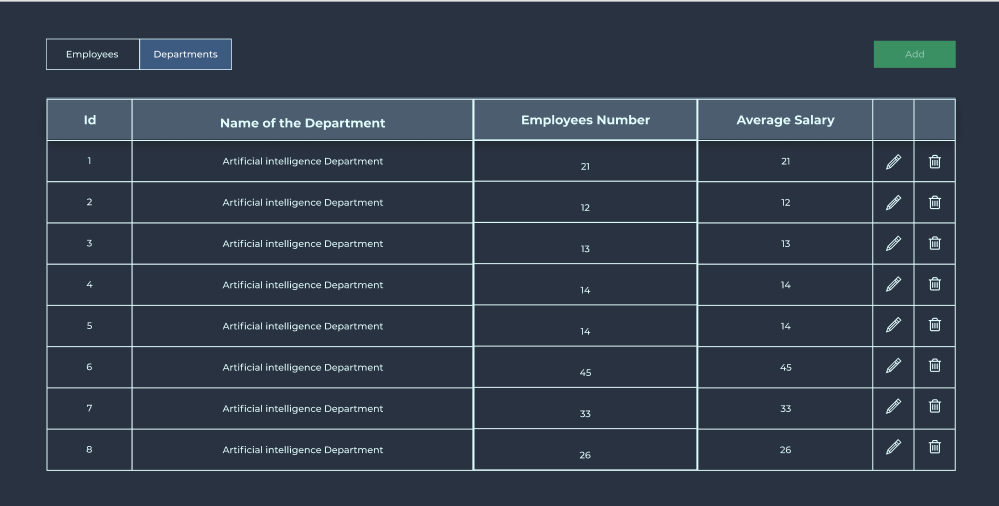 Employees Departments Add
Id Name of the Department Employees Number Average Salary
1 Artificial intelligence Department 21 21
2 Artificial intelligence Department 12 12
3 Artificial intelligence Department 13 13
4 Artificial intelligence Department 14 14
5 Artificial intelligence Department 14 14
6 Artificial intelligence Department 45 45
7 Artificial intelligence Department 33 33
8 Artificial intelligence Department 26 26